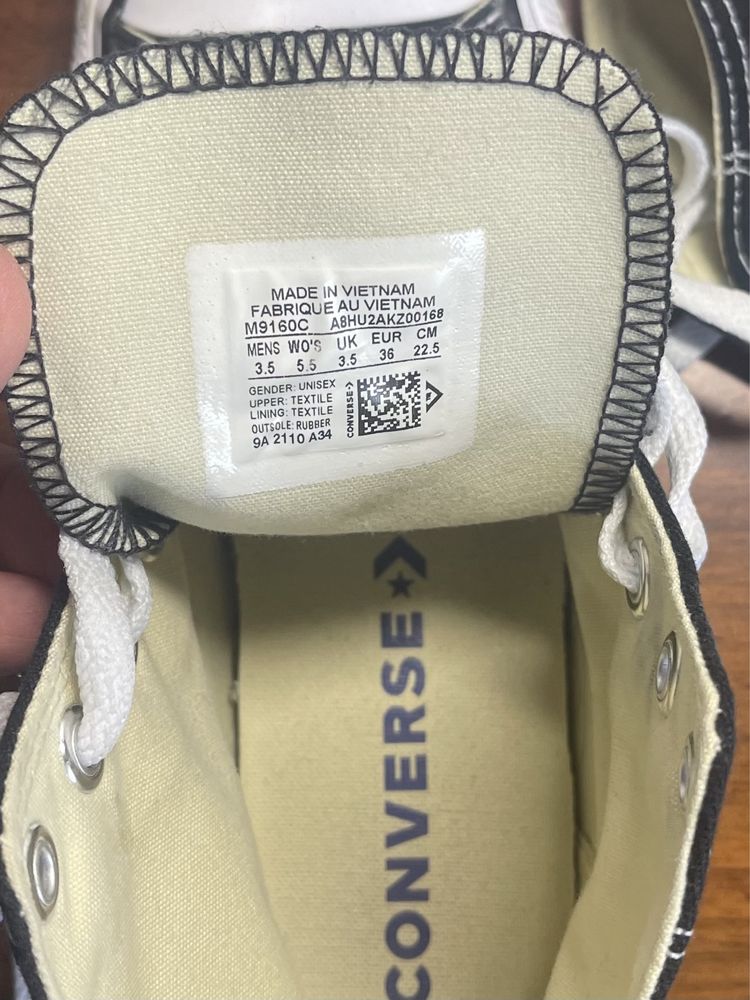 MADE IN VIETNAM
FABRIQUE AU VIETNAM
M9160C A8HU2AKZ00168
MENS WO'S UK EUR CM
3.5 5.5 3.5 36 22.5
GENDER: UNISEX
UPPER: TEXTILE
LINING: TEXTILE
OUTSOLE: RUBBER
9A 2110 A34
CONVERSE
CONVERSE